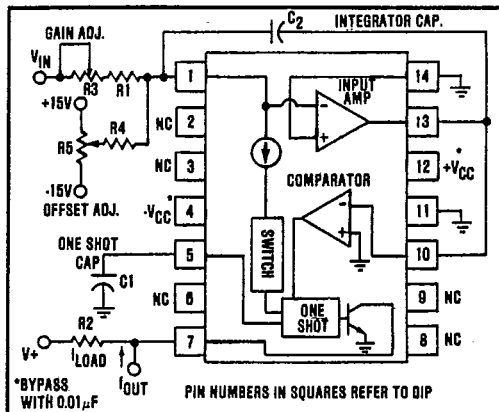 C2 INTEGRATOR CAP.
GAIN ADJ.
VIN
R3 R1
1
14
INPUT
AMP
+15V
R4
R5
-15V
OFFSET ADJ.
NC 2
13
NC 3
12 +VCC*
COMPARATOR
-VCC* 4
11
ONE SHOT
CAP
C1
5
10
SWITCH
NC 6
9 NC
ONE
SHOT
R2
V+
ILOAD
7
8 NC
fOUT
*BYPASS
WITH 0.01μF
PIN NUMBERS IN SQUARES REFER TO DIP